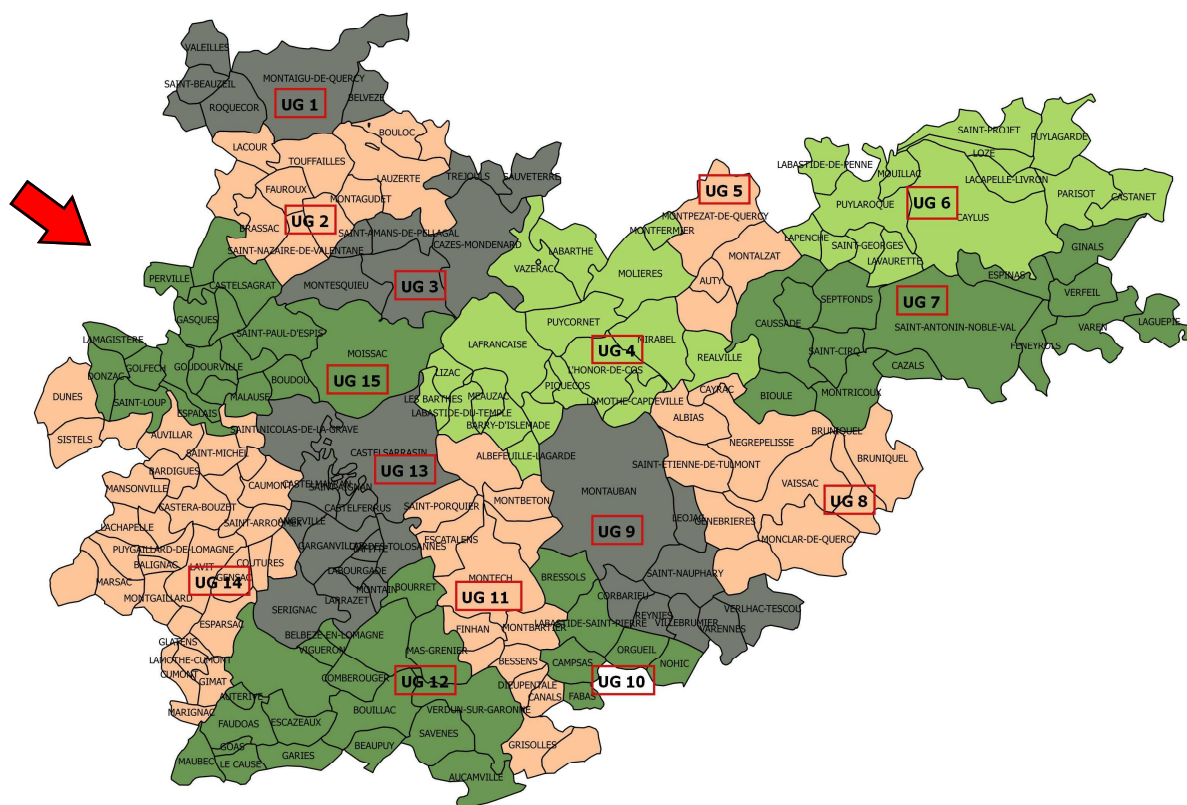 VALEILLES
SAINT-BEAUZEIL
MONTAIGU-DE-QUERCY
ROQUECOR
BELVEZE
UG 1
BOULOC
LACOUR
TOUFFAILLES
LAUZERTE
FAUROUX
MONTAGUDET
UG 2
BRASSAC
SAINT-NAZAIRE-DE-VALENTANE
TREJOULS
SAUVETERRE
SAINT-AMANS-DE-PELLAGAL
CAZES-MONDENARD
MONTESQUIEU
UG 3
LABARTHE
VAZERAC
MOLIERES
MONTFERMIER
UG 5
MONTPEZAT-DE-QUERCY
MONTALZAT
AUTY
SAINT-PROJET
PUYLAGARDE
LABASTIDE-DE-PENNE
MOUILLAC
LOZE
LACAPELLE-LIVRON
PARISOT
CASTANET
PUYLAROQUE
UG 6
CAYLUS
LAPENCHE
SAINT-GEORGES
LAVAURETTE
GINALS
ESPINAS
VERFEIL
SEPTFONDS
UG 7
CAUSSADE
SAINT-ANTONIN-NOBLE-VAL
VAREN
LAGUEPIE
FENEYROLS
SAINT-CIRQ
CAZALS
BIOULE
MONTRICOUX
PERVILLE
CASTELSAGRAT
GASQUES
SAINT-PAUL-D'ESPIS
LAMAGISTERE
GOLFECH
GOUDOURVILLE
MOISSAC
DONZAC
BOUDOU
UG 15
SAINT-LOUP
MALAUSE
ESPALAIS
PUYCORNET
LAFRANCAISE
UG 4
MIRABEL
REALVILLE
L'HONOR-DE-COS
LIZAC
PIQUECOS
LES BARTHES
MEAUZAC
LAMOTHE-CAPDEVILLE
LABASTIDE-DU-TEMPLE
BARRY-D'ISLEMADE
CAYRAC
ALBIAS
NEGREPELISSE
BRUNIQUEL
BRUNIQUEL
SAINT-ETIENNE-DE-TULMONT
VAISSAC
UG 8
GENEBRIERES
MONCLAR-DE-QUERCY
DUNES
SISTELS
AUVILLAR
SAINT-NICOLAS-DE-LA-GRAVE
SAINT-MICHEL
BARDIGUES
MANSONVILLE
CAUMONT
CASTERA-BOUZET
LACHAPELLE
SAINT-ARROUMEX
PUYGAILLARD-DE-LOMAGNE
BALIGNAC
LAVIT
COUTURES
MARSAC
UG 14
GENSAC
MONTGAILLARD
ESPARSAC
GLATENS
LAMOTHE-CUMONT
CUMONT
GIMAT
MARIGNAC
CASTELSARRASIN
UG 13
CASTELMAYRAN
SAINT-AIGNAN
CASTELFERRUS
ANGEVILLE
GARGANVILLAR
CORDES-TOLOSANNES
LABOURGADE
MONTAIN
LARRAZET
SERIGNAC
ALBEFEUILLE-LAGARDE
MONTBETON
SAINT-PORQUIER
ESCATALENS
MONTECH
UG 11
FINHAN
MONTBARTIER
BESSENS
DIEUPENTALE
CANALS
GRISOLLES
MONTAUBAN
UG 9
LEOJAC
SAINT-NAUPHARY
CORBARIEU
REYNIES
VILLEBRUMIER
VERLHAC-TESCOU
VARENNES
BRESSOLS
LABASTIDE-SAINT-PIERRE
ORGUEIL
NOHIC
CAMPSAS
UG 10
FABAS
BOURRET
BELBEZE-EN-LOMAGNE
VIGUERON
MAS-GRENIER
COMBEROUGER
UG 12
AUTERIVE
BOUILLAC
VERDUN-SUR-GARONNE
FAUDOAS
ESCAZEAUX
SAVENES
GOAS
BEAUPUY
MAUBEC
LE CAUSE
GARIES
AUCAMVILLE